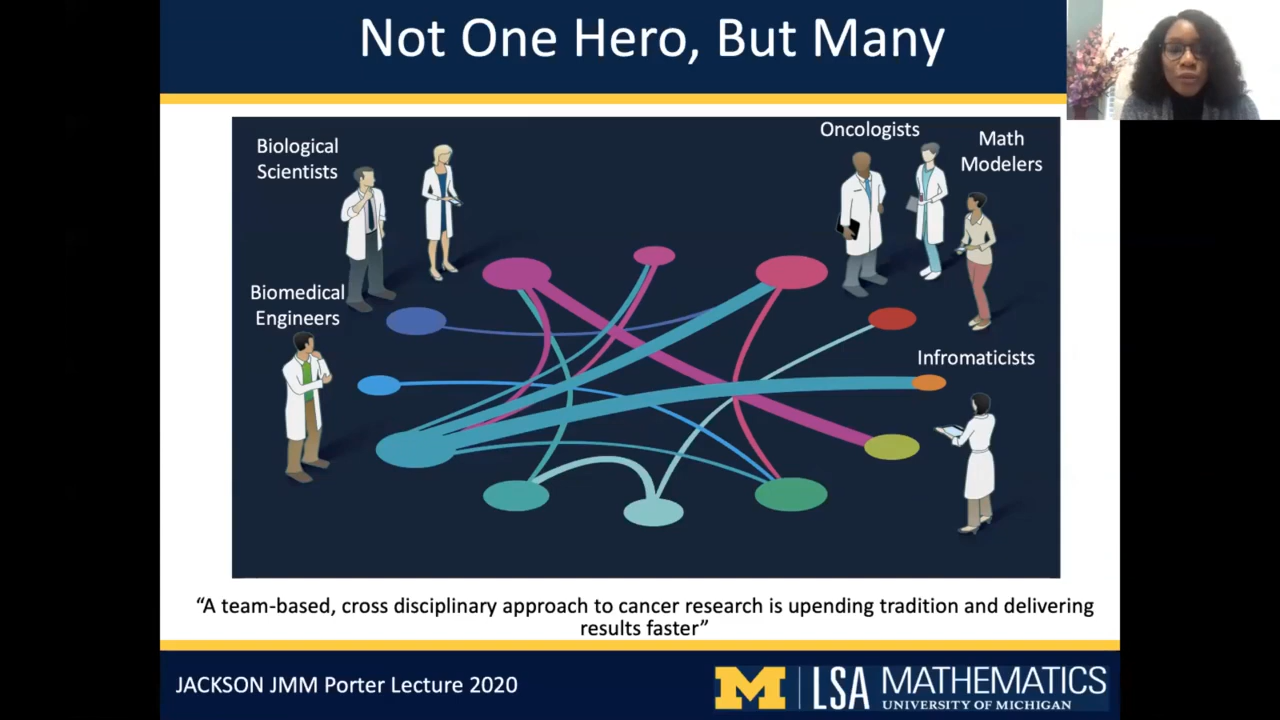 Not One Hero, But Many
Biological
Scientists
Oncologists
Math
Modelers
Biomedical
Engineers
Infromaticists
“A team-based, cross disciplinary approach to cancer research is upending tradition and delivering
results faster”
JACKSON JMM Porter Lecture 2020
M LSA MATHEMATICS
UNIVERSITY OF MICHIGAN